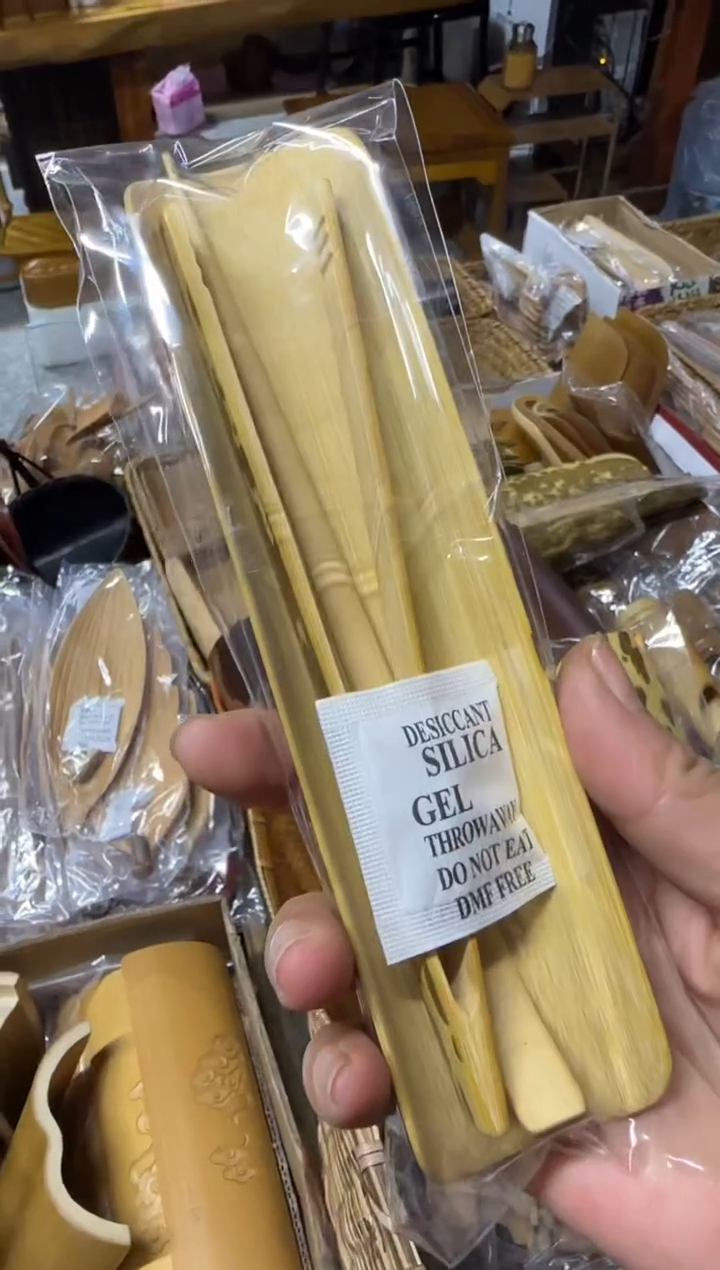 DESICCANT
SILICA
GEL
THROWAWAY
DO NOT EAT
DMF FREE